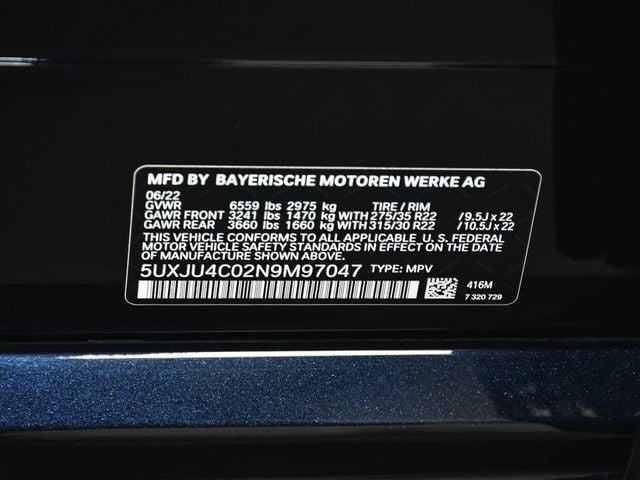 MFD BY BAYERISCHE MOTOREN WERKE AG
06/22
GVWR 6559 lbs 2975 kg TIRE / RIM
GAWR FRONT 3241 lbs 1470 kg WITH 275/35 R22 / 9.5J x 22
GAWR REAR 3660 lbs 1660 kg WITH 315/30 R22 / 10.5J x 22
THIS VEHICLE CONFORMS TO ALL APPLICABLE U. S. FEDERAL
MOTOR VEHICLE SAFETY STANDARDS IN EFFECT ON THE DATE
OF MANUFACTURE SHOWN ABOVE.
5UXJU4C02N9M97047 TYPE: MPV
416M
7 320 729